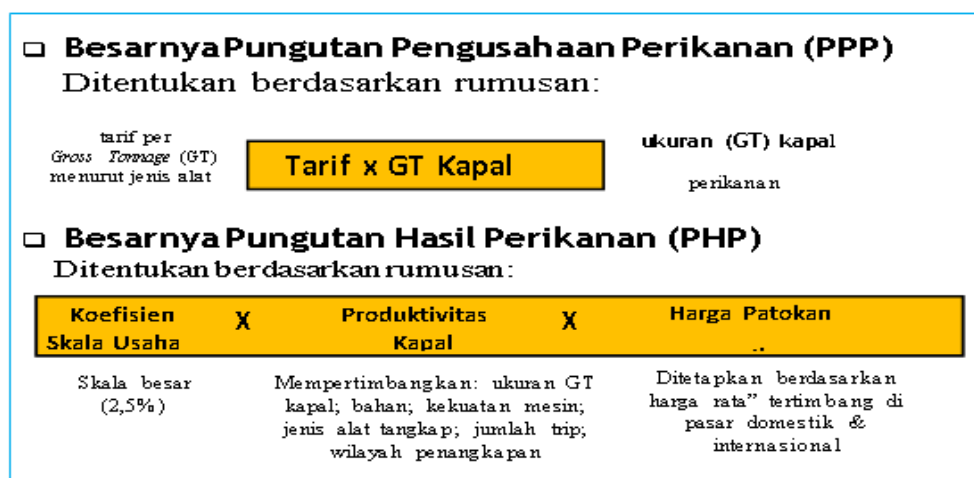 ❑ Besarnya Pungutan Pengusahaan Perikanan (PPP)
Ditentukan berdasarkan rumusan:
tarif per
Gross Tonnage (GT)
menurut jenis alat
Tarif x GT Kapal
ukuran (GT) kapal
perikanan
❑ Besarnya Pungutan Hasil Perikanan (PHP)
Ditentukan berdasarkan rumusan:
Koefisien
Skala Usaha
X
Produktivitas
Kapal
X
Harga Patokan
Skala besar
(2,5%)
Mempertimbangkan: ukuran GT
kapal; bahan; kekuatan mesin;
jenis alat tangkap; jumlah trip;
wilayah penangkapan
Ditetapkan berdasarkan
harga rata” tertimbang di
pasar domestik &
internasional